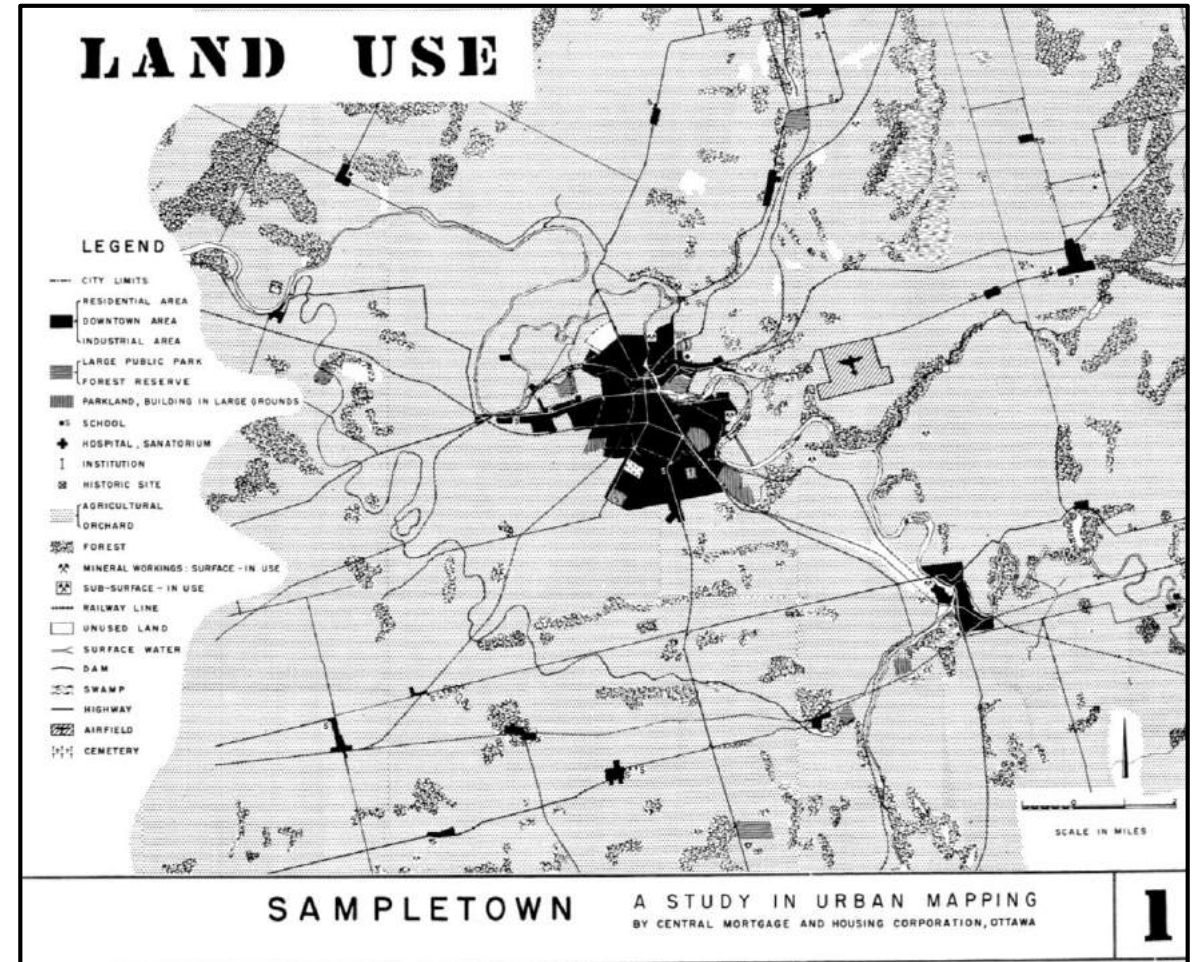 LAND USE
LEGEND
CITY LIMITS
RESIDENTIAL AREA
DOWNTOWN AREA
INDUSTRIAL AREA
LARGE PUBLIC PARK
FOREST RESERVE
PARKLAND, BUILDING IN LARGE GROUNDS
S SCHOOL
HOSPITAL, SANATORIUM
INSTITUTION
HISTORIC SITE
AGRICULTURAL
ORCHARD
FOREST
MINERAL WORKINGS: SURFACE - IN USE
SUB-SURFACE - IN USE
RAILWAY LINE
UNUSED LAND
SURFACE WATER
DAM
SWAMP
HIGHWAY
AIRFIELD
CEMETERY
SCALE IN MILES
SAMPLETOWN
A STUDY IN URBAN MAPPING
BY CENTRAL MORTGAGE AND HOUSING CORPORATION, OTTAWA
1